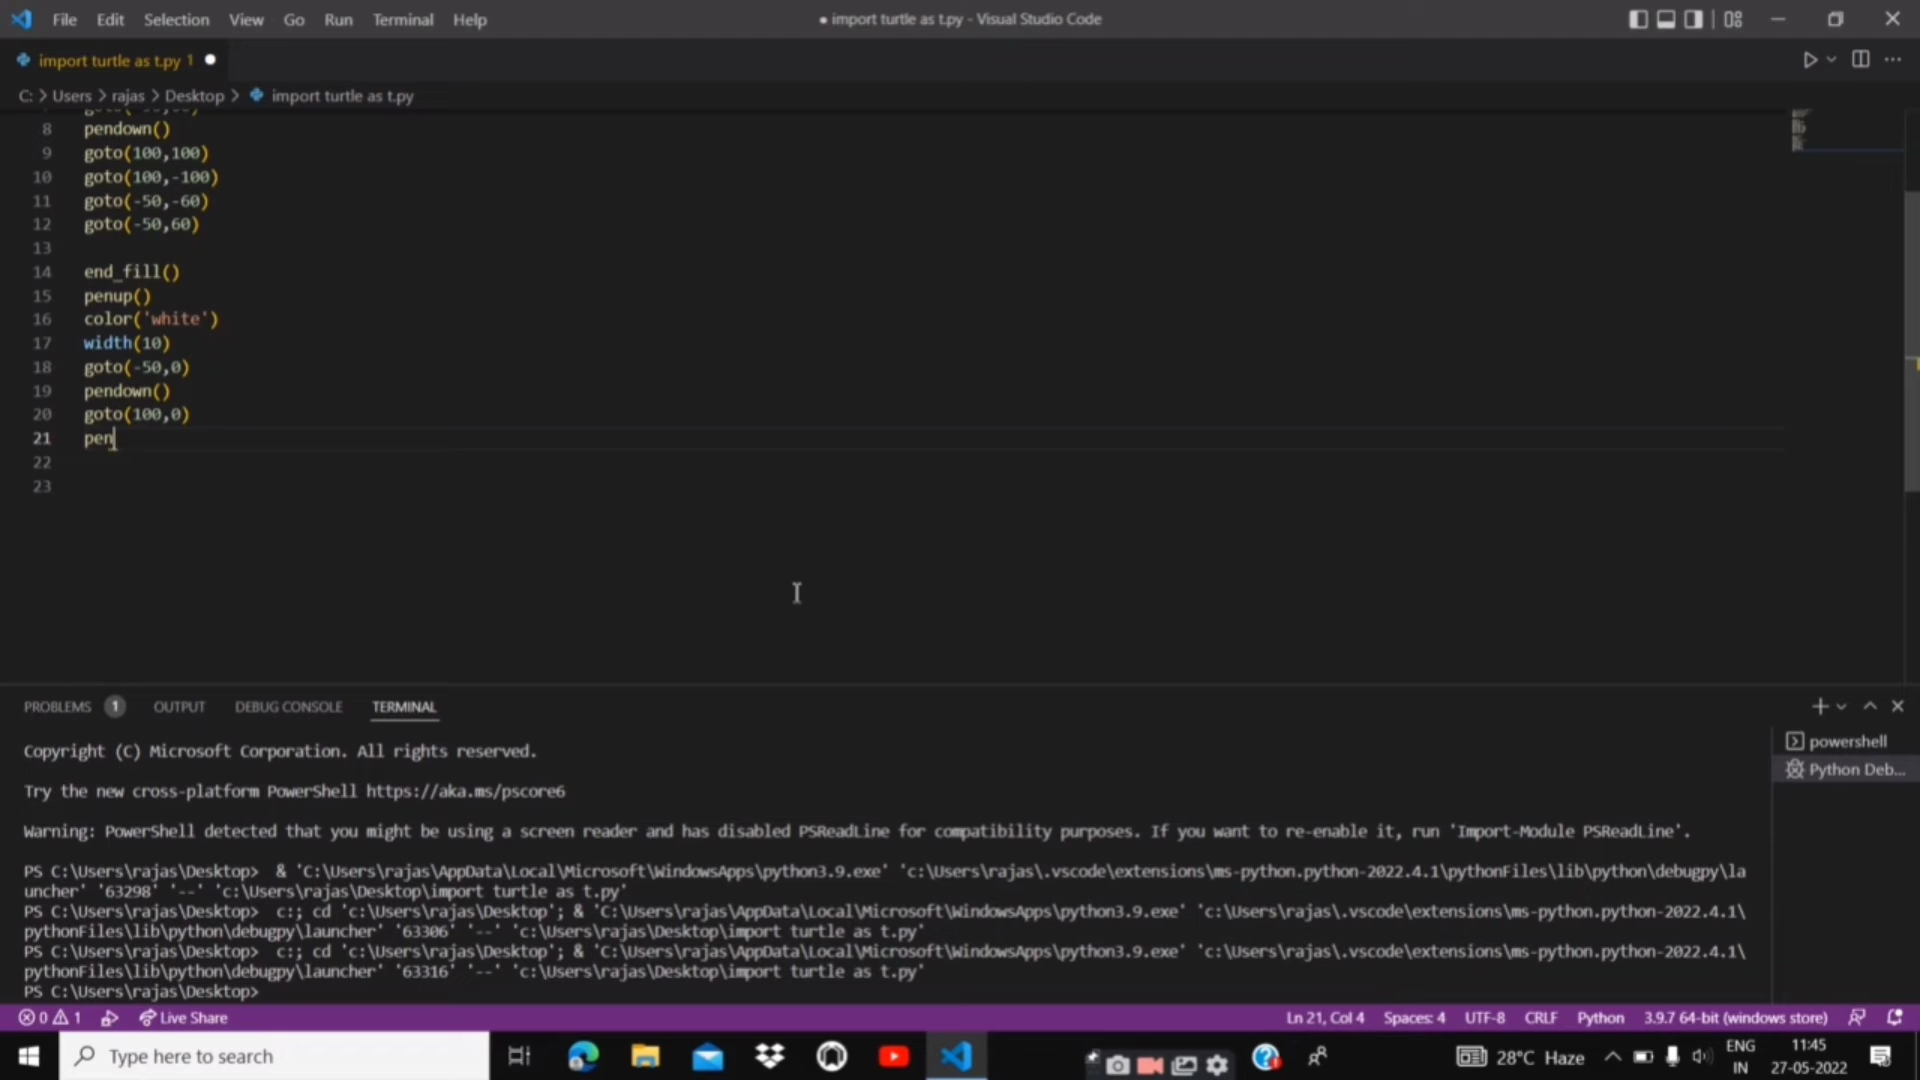 File Edit Selection View Go Run Terminal Help
● import turtle as t.py - Visual Studio Code
import turtle as t.py 1
C: > Users > rajas > Desktop > import turtle as t.py
8 pendown()
9 goto(100,100)
10 goto(100,-100)
11 goto(-50,-60)
12 goto(-50,60)
13
14 end_fill()
15 penup()
16 color('white')
17 width(10)
18 goto(-50,0)
19 pendown()
20 goto(100,0)
21 pen
22
23
PROBLEMS 1 OUTPUT DEBUG CONSOLE TERMINAL
powershell
Python Deb...
Copyright (C) Microsoft Corporation. All rights reserved.
Try the new cross-platform PowerShell https://aka.ms/pscore6
Warning: PowerShell detected that you might be using a screen reader and has disabled PSReadLine for compatibility purposes. If you want to re-enable it, run 'Import-Module PSReadLine'.
PS C:\Users\rajas\Desktop>  & 'C:\Users\rajas\AppData\Local\Microsoft\WindowsApps\python3.9.exe' 'c:\Users\rajas\.vscode\extensions\ms-python.python-2022.4.1\pythonFiles\lib\python\debugpy\la
uncher' '63298' '--' 'c:\Users\rajas\Desktop\import turtle as t.py'
PS C:\Users\rajas\Desktop>  c:; cd 'c:\Users\rajas\Desktop'; & 'C:\Users\rajas\AppData\Local\Microsoft\WindowsApps\python3.9.exe' 'c:\Users\rajas\.vscode\extensions\ms-python.python-2022.4.1\
pythonFiles\lib\python\debugpy\launcher' '63306' '--' 'c:\Users\rajas\Desktop\import turtle as t.py'
PS C:\Users\rajas\Desktop>  c:; cd 'c:\Users\rajas\Desktop'; & 'C:\Users\rajas\AppData\Local\Microsoft\WindowsApps\python3.9.exe' 'c:\Users\rajas\.vscode\extensions\ms-python.python-2022.4.1\
pythonFiles\lib\python\debugpy\launcher' '63316' '--' 'c:\Users\rajas\Desktop\import turtle as t.py'
PS C:\Users\rajas\Desktop>
0 1 Live Share Ln 21, Col 4 Spaces: 4 UTF-8 CRLF Python 3.9.7 64-bit (windows store)
Type here to search 28°C Haze ENG IN 11:45 27-05-2022